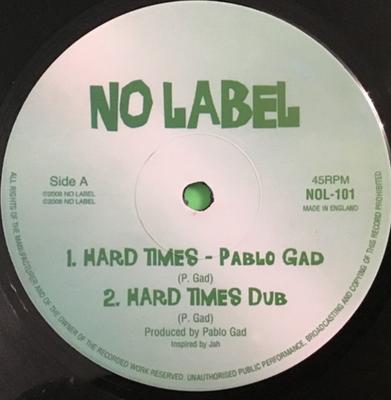 NO LABEL
Side A
℗2008 NO LABEL
©2008 NO LABEL
45RPM
NOL-101
MADE IN ENGLAND
1. HARD TIMES - PABLO GAD
(P. Gad)
2. HARD TIMES DUB
(P. Gad)
Produced by Pablo Gad
Inspired by Jah
ALL RIGHTS OF THE MANUFACTURER AND OF THE OWNER OF THE RECORDED WORK RESERVED. UNAUTHORISED PUBLIC PERFORMANCE, BROADCASTING AND COPYING OF THIS RECORD PROHIBITED